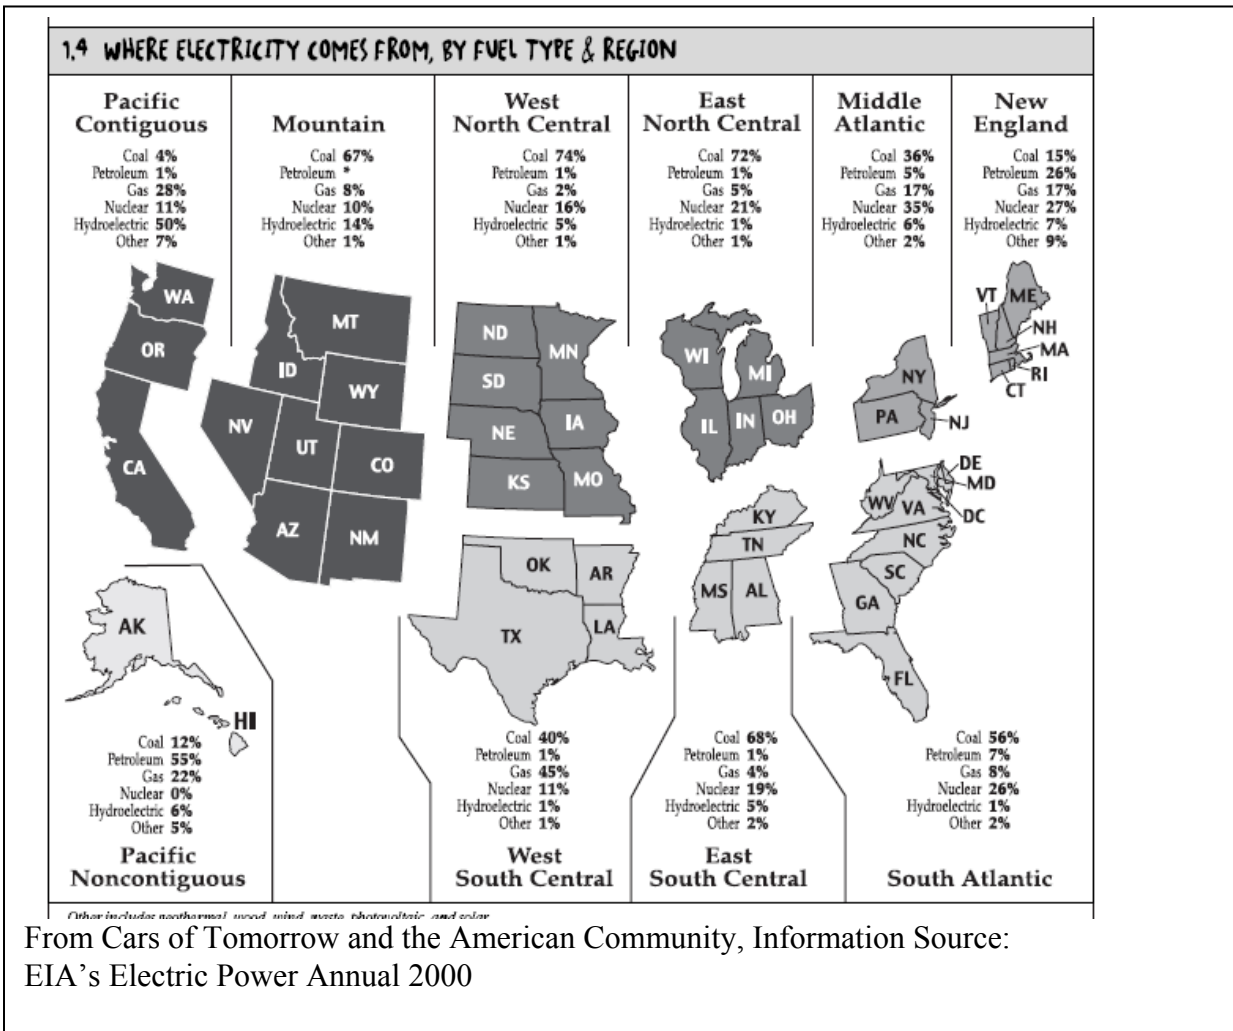 1.4 WHERE ELECTRICITY COMES FROM, BY FUEL TYPE & REGION
Pacific
Contiguous
Coal 4%
Petroleum 1%
Gas 28%
Nuclear 11%
Hydroelectric 50%
Other 7%
Mountain
Coal 67%
Petroleum *
Gas 8%
Nuclear 10%
Hydroelectric 14%
Other 1%
West
North Central
Coal 74%
Petroleum 1%
Gas 2%
Nuclear 16%
Hydroelectric 5%
Other 1%
East
North Central
Coal 72%
Petroleum 1%
Gas 5%
Nuclear 21%
Hydroelectric 1%
Other 1%
Middle
Atlantic
Coal 36%
Petroleum 5%
Gas 17%
Nuclear 35%
Hydroelectric 6%
Other 2%
New
England
Coal 15%
Petroleum 26%
Gas 17%
Nuclear 27%
Hydroelectric 7%
Other 9%
WA
OR
CA
MT
ID
WY
NV
UT
CO
AZ
NM
ND
MN
SD
NE
IA
KS
MO
WI
MI
IL
IN
OH
NY
PA
NJ
VT
ME
NH
MA
RI
CT
AK
HI
OK
AR
TX
LA
KY
TN
MS
AL
DE
MD
WV
VA
DC
NC
SC
GA
FL
Coal 12%
Petroleum 55%
Gas 22%
Nuclear 0%
Hydroelectric 6%
Other 5%
Pacific
Noncontiguous
Coal 40%
Petroleum 1%
Gas 45%
Nuclear 11%
Hydroelectric 1%
Other 1%
West
South Central
Coal 68%
Petroleum 1%
Gas 4%
Nuclear 19%
Hydroelectric 5%
Other 2%
East
South Central
Coal 56%
Petroleum 7%
Gas 8%
Nuclear 26%
Hydroelectric 1%
Other 2%
South Atlantic
Other includes geothermal, wood, wind, waste, photovoltaic, and solar
From Cars of Tomorrow and the American Community, Information Source:
EIA’s Electric Power Annual 2000